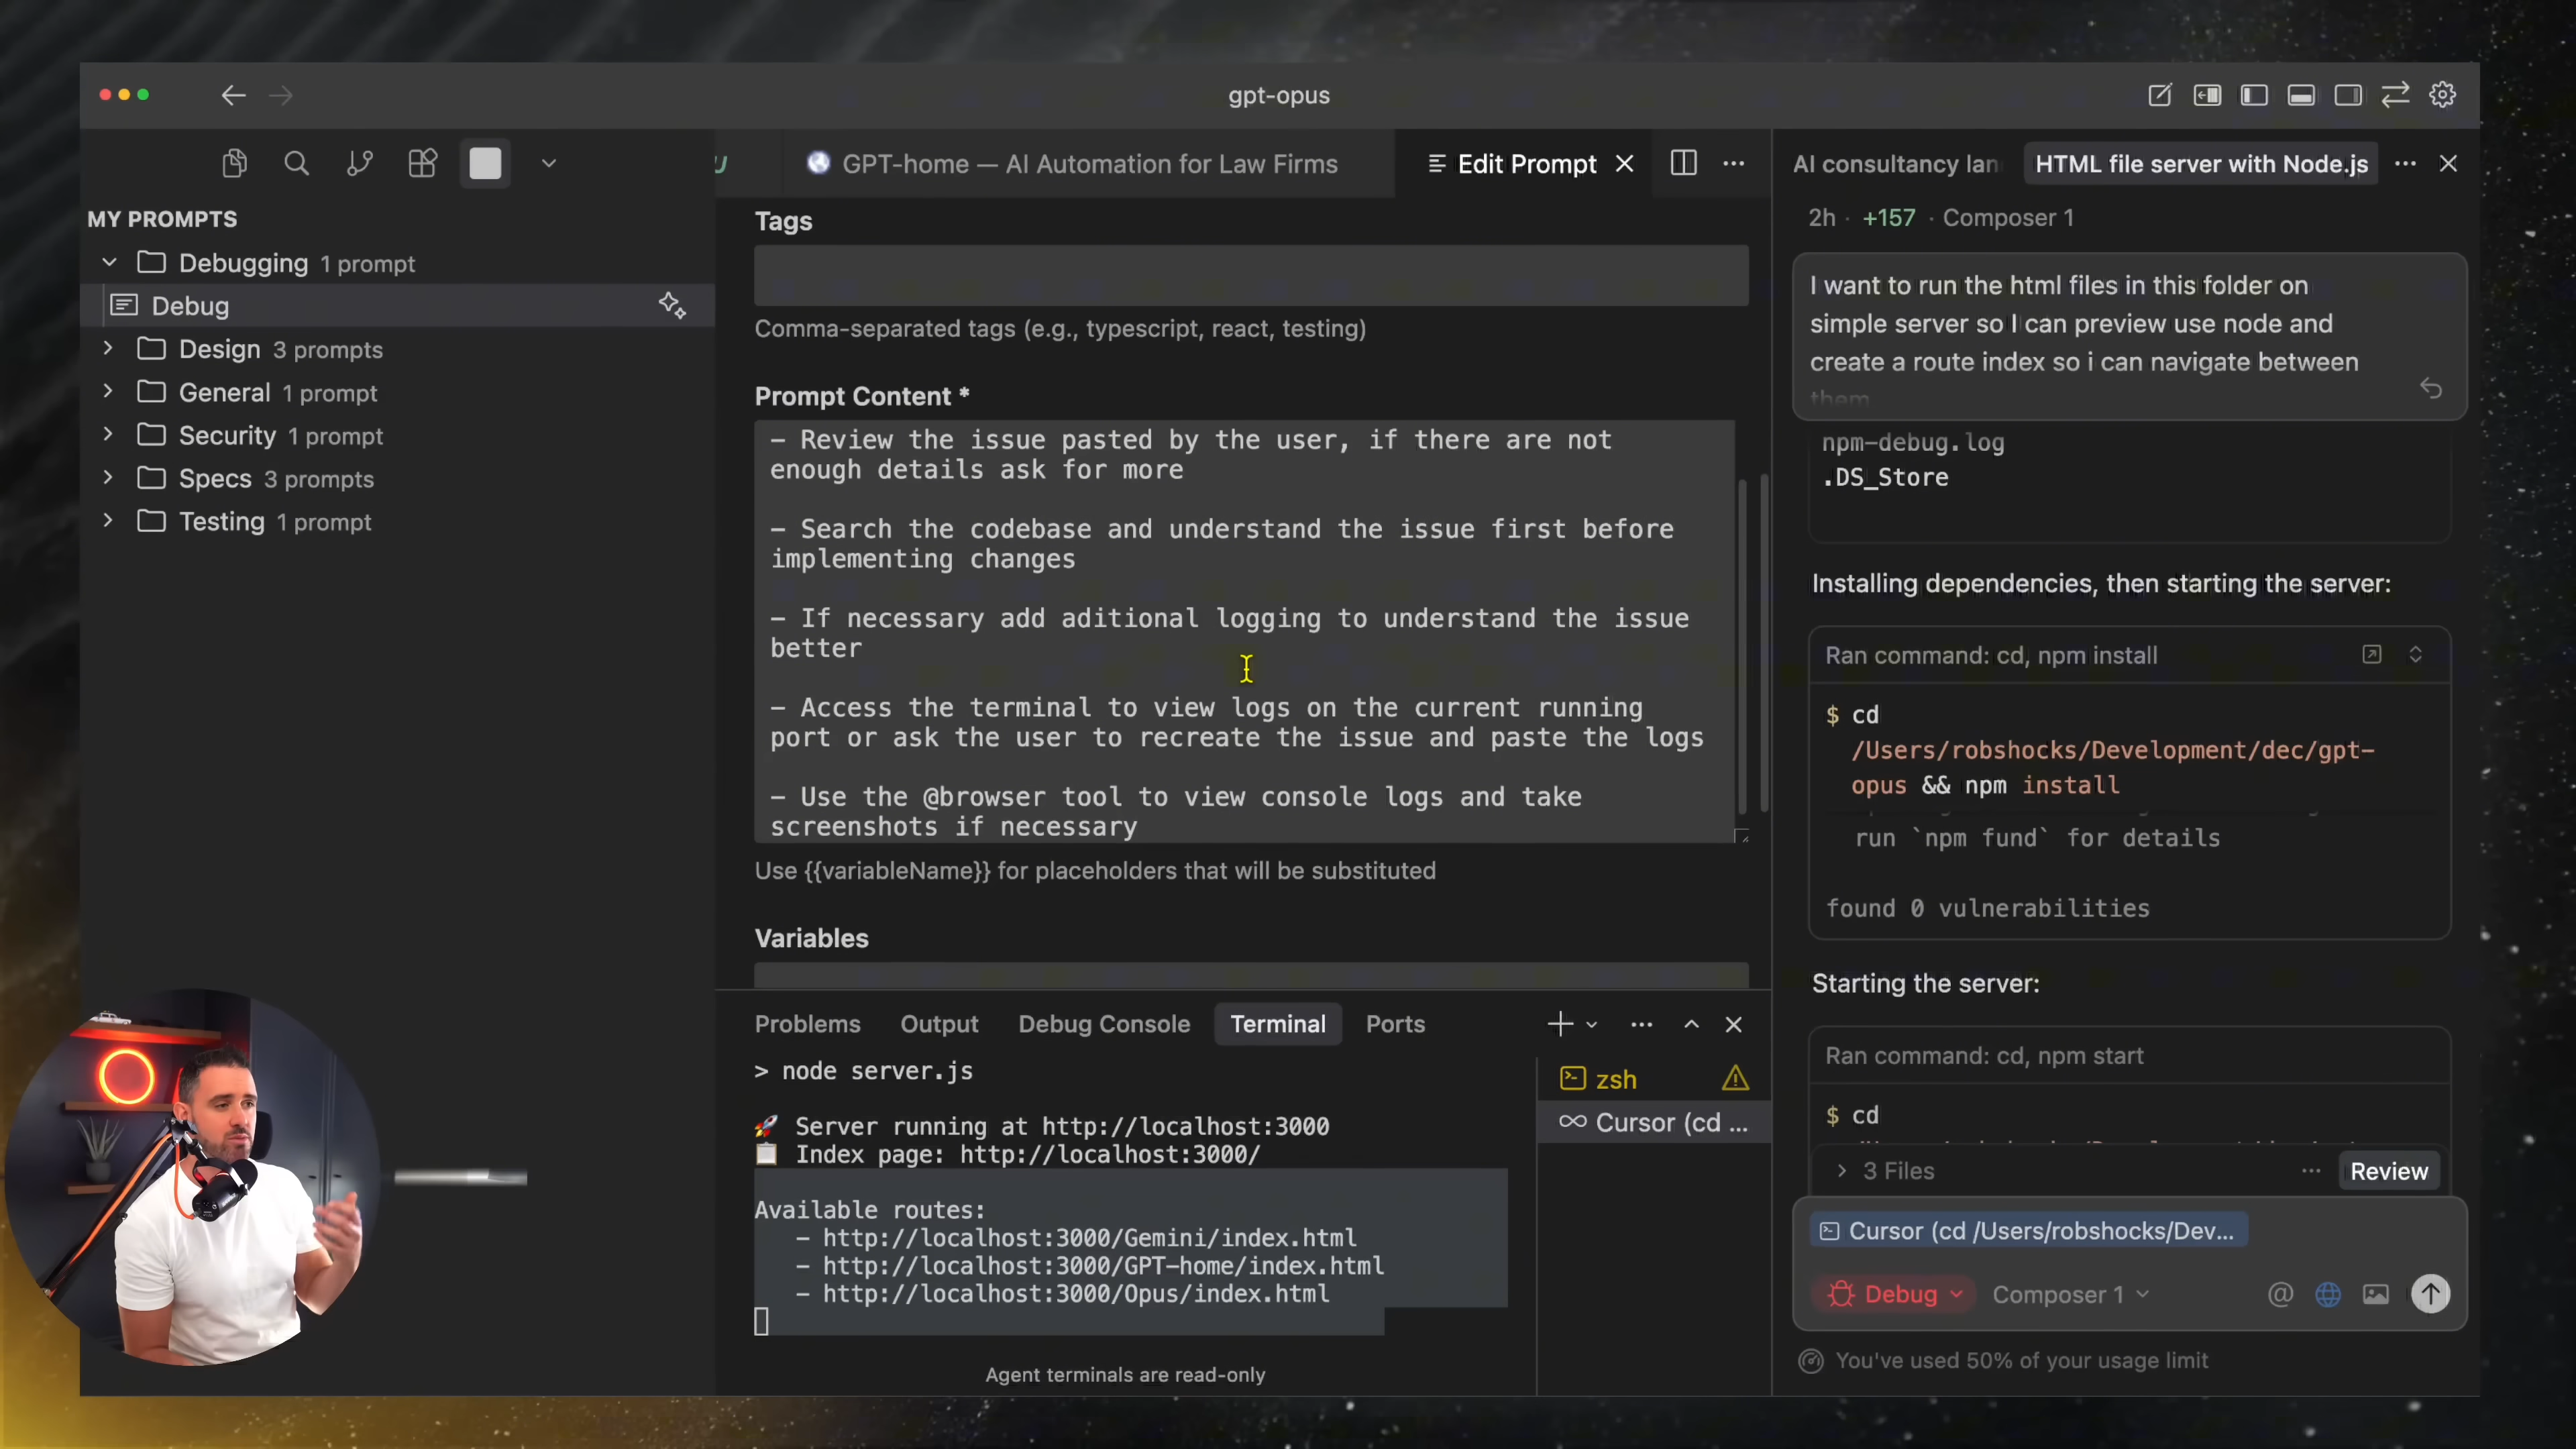 gpt-opus
MY PROMPTS
Debugging 1 prompt
Debug
Design 3 prompts
General 1 prompt
Security 1 prompt
Specs 3 prompts
Testing 1 prompt
GPT-home — AI Automation for Law Firms
Edit Prompt
Tags
Comma-separated tags (e.g., typescript, react, testing)
Prompt Content *
– Review the issue pasted by the user, if there are not
enough details ask for more
– Search the codebase and understand the issue first before
implementing changes
– If necessary add aditional logging to understand the issue
better
– Access the terminal to view logs on the current running
port or ask the user to recreate the issue and paste the logs
– Use the @browser tool to view console logs and take
screenshots if necessary
Use {{variableName}} for placeholders that will be substituted
Variables
Problems Output Debug Console Terminal Ports
> node server.js
🚀 Server running at http://localhost:3000
📋 Index page: http://localhost:3000/
Available routes:
– http://localhost:3000/Gemini/index.html
– http://localhost:3000/GPT-home/index.html
– http://localhost:3000/Opus/index.html
Agent terminals are read-only
zsh
Cursor (cd ...
AI consultancy lan
HTML file server with Node.js
2h · +157 · Composer 1
I want to run the html files in this folder on
simple server so I can preview use node and
create a route index so i can navigate between
them
npm-debug.log
.DS_Store
Installing dependencies, then starting the server:
Ran command: cd, npm install
$ cd
/Users/robshocks/Development/dec/gpt-
opus && npm install
run `npm fund` for details
found 0 vulnerabilities
Starting the server:
Ran command: cd, npm start
$ cd
3 Files
Review
Cursor (cd /Users/robshocks/Dev...
Debug Composer 1
You've used 50% of your usage limit